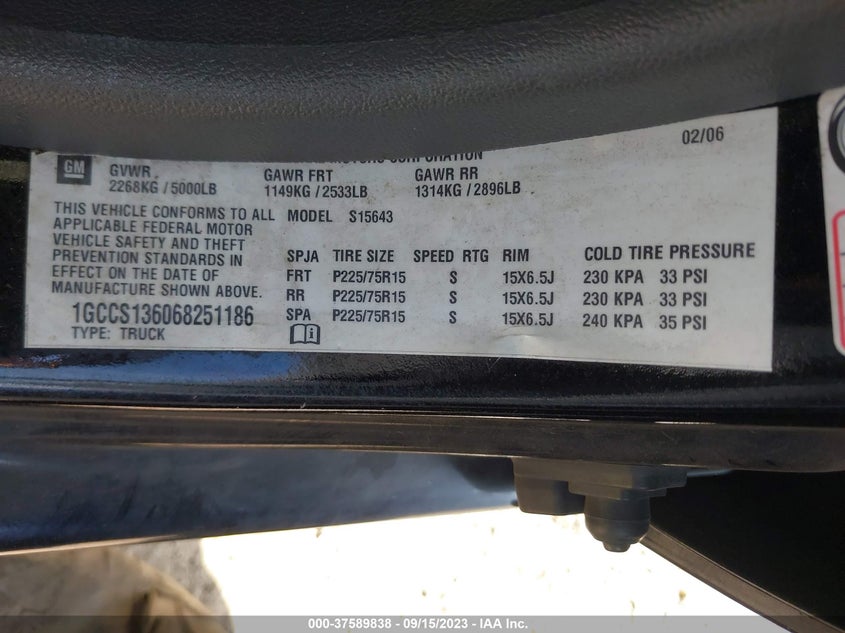 MOTORS CORPORATION
02/06
GM
GVWR GAWR FRT GAWR RR
2268KG / 5000LB 1149KG / 2533LB 1314KG / 2896LB
THIS VEHICLE CONFORMS TO ALL
APPLICABLE FEDERAL MOTOR
VEHICLE SAFETY AND THEFT
PREVENTION STANDARDS IN
EFFECT ON THE DATE OF
MANUFACTURE SHOWN ABOVE.
1GCCS136068251186
TYPE: TRUCK
MODEL S15643
SPJA TIRE SIZE SPEED RTG RIM COLD TIRE PRESSURE
FRT P225/75R15 S 15X6.5J 230 KPA 33 PSI
RR P225/75R15 S 15X6.5J 230 KPA 33 PSI
SPA P225/75R15 S 15X6.5J 240 KPA 35 PSI
000-37589838 - 09/15/2023 - IAA Inc.